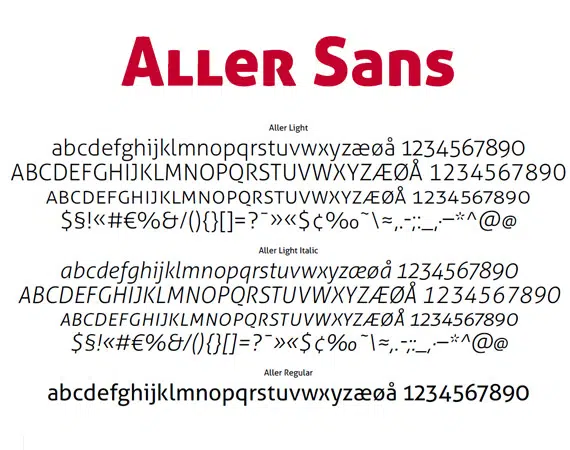 Aller Sans
Aller Light
abcdefghijklmnopqrstuvwxyzæøå 1234567890
ABCDEFGHIJKLMNOPQRSTUVWXYZÆØÅ 1234567890
ABCDEFGHIJKLMNOPQRSTUVWXYZÆØÅ 1234567890
$§!«#€%&/(){}[]=?¯»«$¢‰˜\≈,.-;:_,·–*^@@
Aller Light Italic
abcdefghijklmnopqrstuvwxyzæøå 1234567890
ABCDEFGHIJKLMNOPQRSTUVWXYZÆØÅ 1234567890
ABCDEFGHIJKLMNOPQRSTUVWXYZÆØÅ 1234567890
$§!«#€%&/(){}[]=?¯»«$¢‰˜\≈,.-;:_,·–*^@@
Aller Regular
abcdefghijklmnopqrstuvwxyzæøå 1234567890